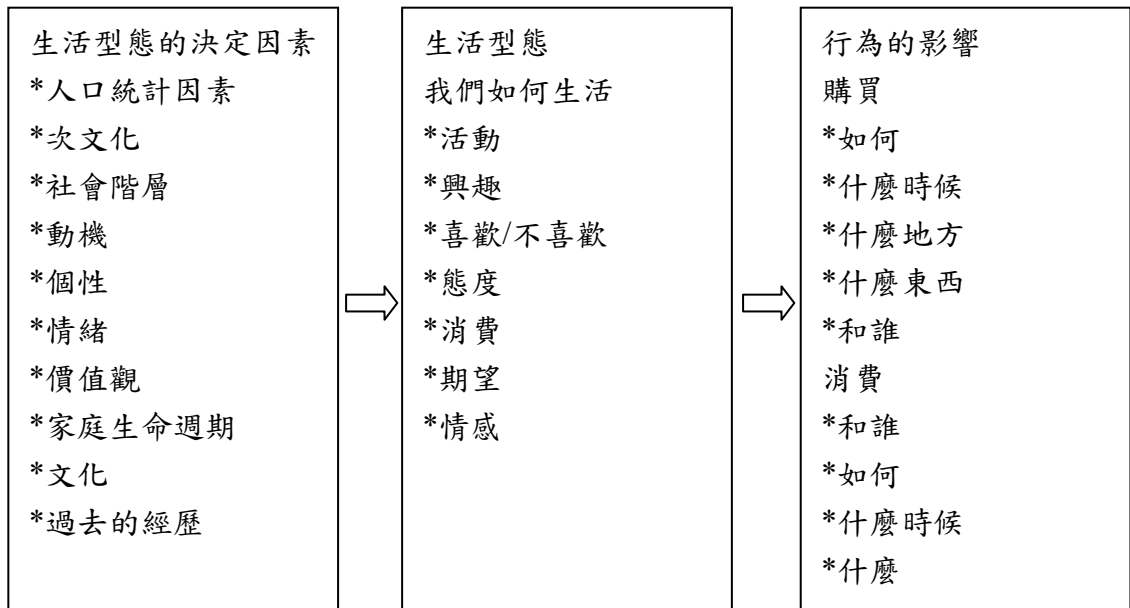 生活型態的決定因素
*人口統計因素
*次文化
*社會階層
*動機
*個性
*情緒
*價值觀
*家庭生命週期
*文化
*過去的經歷
生活型態
我們如何生活
*活動
*興趣
*喜歡/不喜歡
*態度
*消費
*期望
*情感
行為的影響
購買
*如何
*什麼時候
*什麼地方
*什麼東西
*和誰
消費
*和誰
*如何
*什麼時候
*什麼